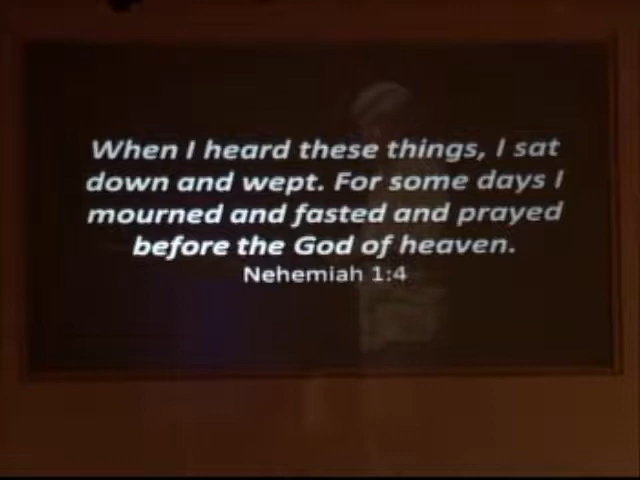 When I heard these things, I sat
down and wept. For some days I
mourned and fasted and prayed
before the God of heaven.
Nehemiah 1:4